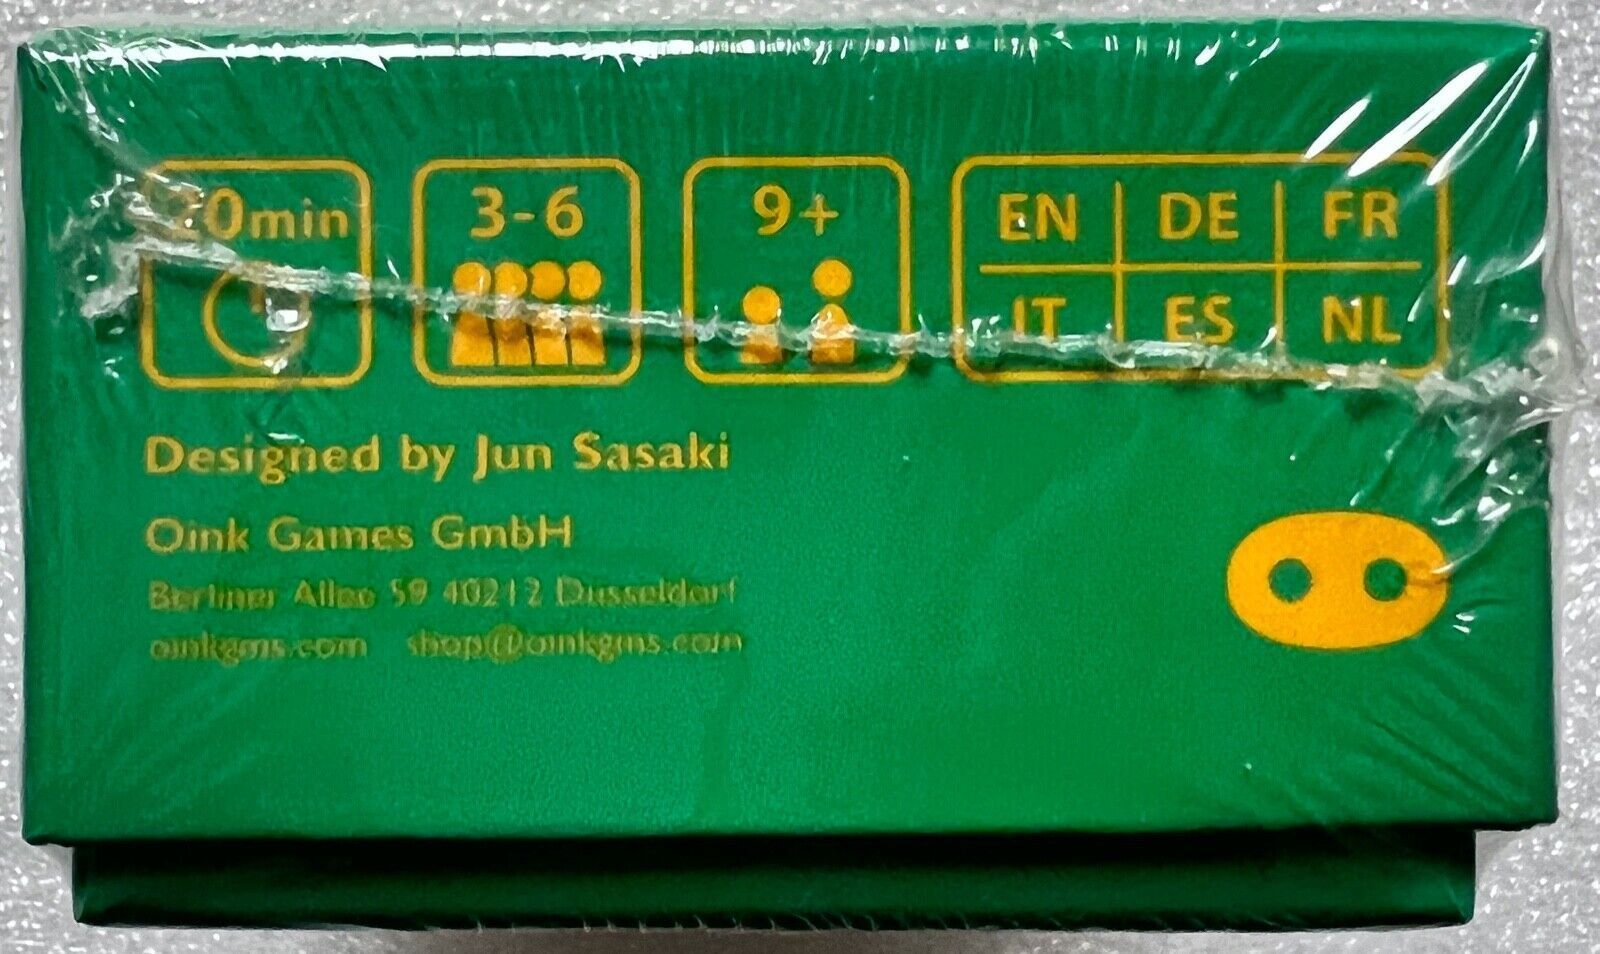 20min
3-6
9+
EN DE FR
IT ES NL
Designed by Jun Sasaki
Oink Games GmbH
Berliner Allee 59 40212 Düsseldorf
oinkgms.com shop@oinkgms.com